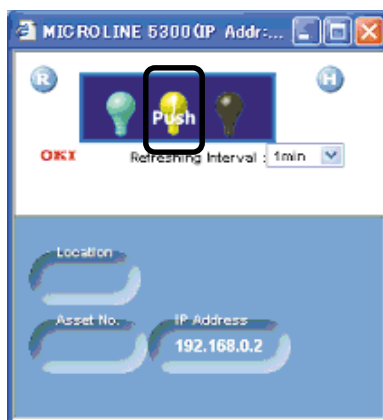 MICROLINE 5300(IP Addr:...
R
H
Push
OKI
Refreshing Interval : 1min
Location
Asset No.
IP Address
192.168.0.2